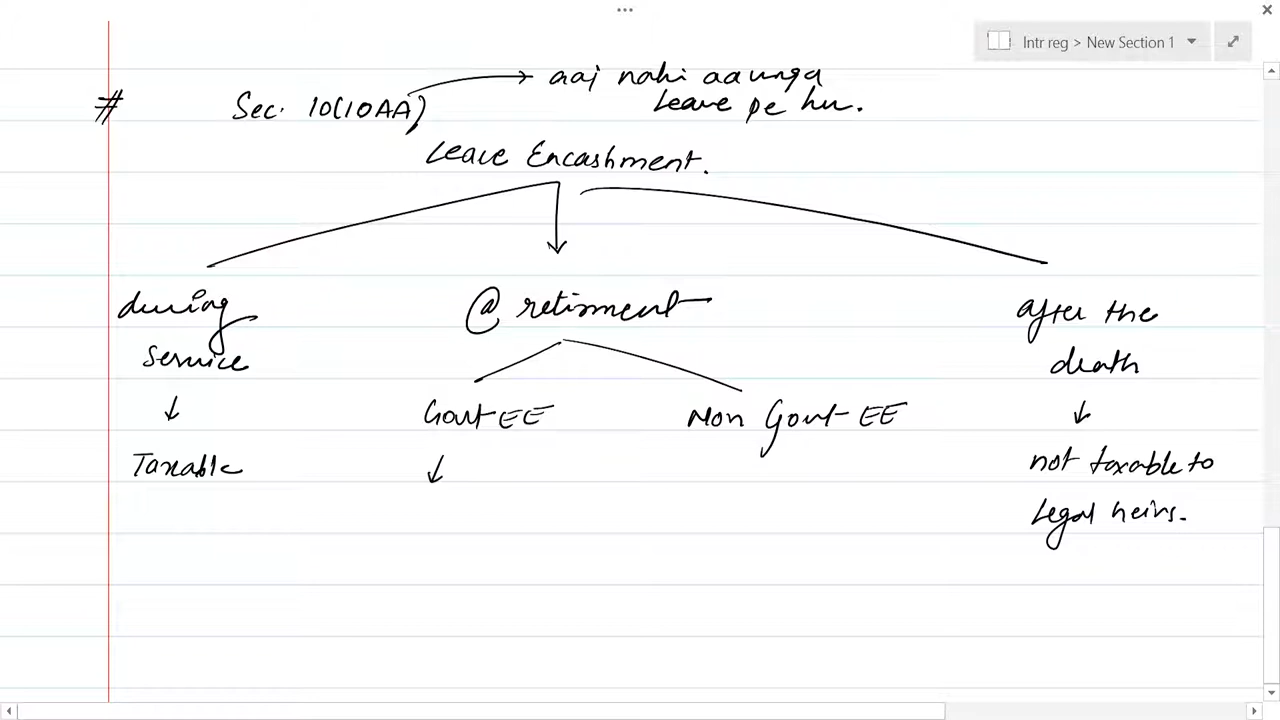 Intr reg > New Section 1
# Sec. 10(10AA) → aaj nahi aaunga
leave pe hu.
Leave Encashment.
during service ↓ Taxable
@ retirment
Govt EE ↓
Non Govt EE
after the death ↓ not taxable to Legal heirs.